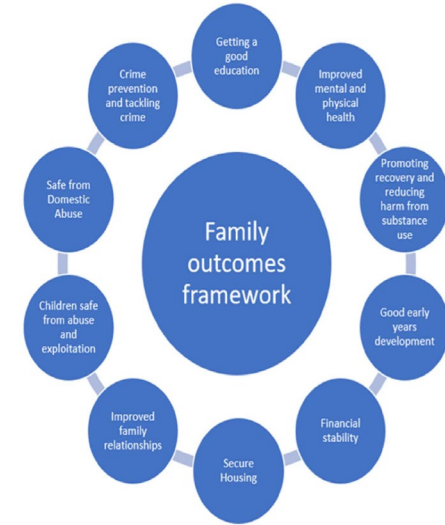 Getting a
good
education
Improved
mental and
physical
health
Promoting
recovery and
reducing
harm from
substance
use
Good early
years
development
Financial
stability
Secure
Housing
Improved
family
relationships
Children safe
from abuse
and
exploitation
Safe from
Domestic
Abuse
Crime
prevention
and tackling
crime
Family
outcomes
framework